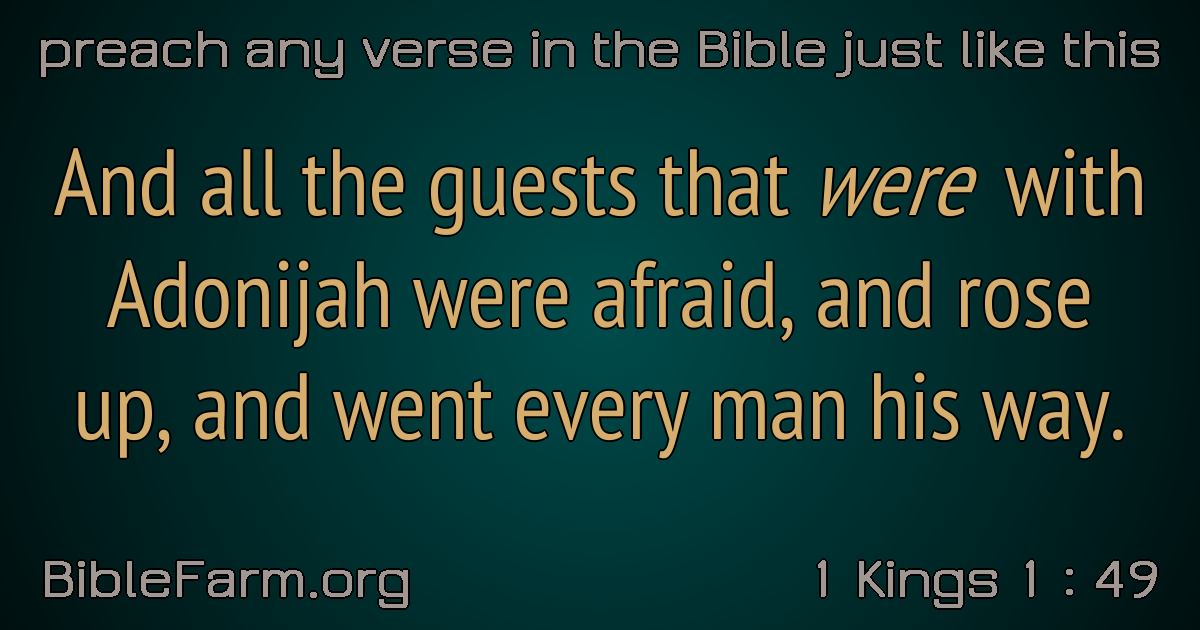 preach any verse in the Bible just like this
And all the guests that were with
Adonijah were afraid, and rose
up, and went every man his way.
BibleFarm.org
1 Kings 1 : 49